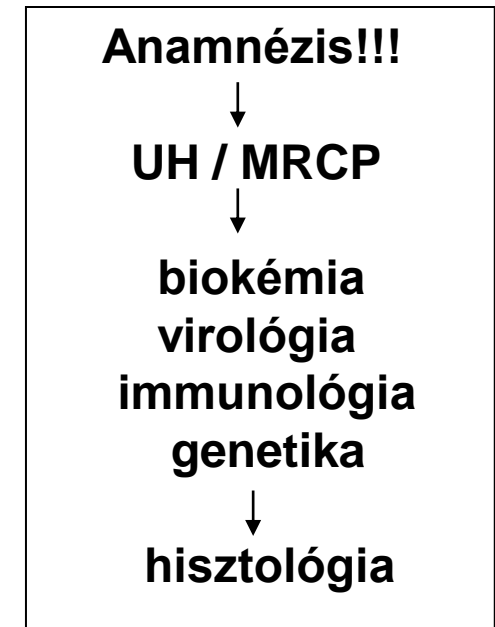 Anamnézis!!!
UH / MRCP
biokémia
virológia
immunológia
genetika
hisztológia